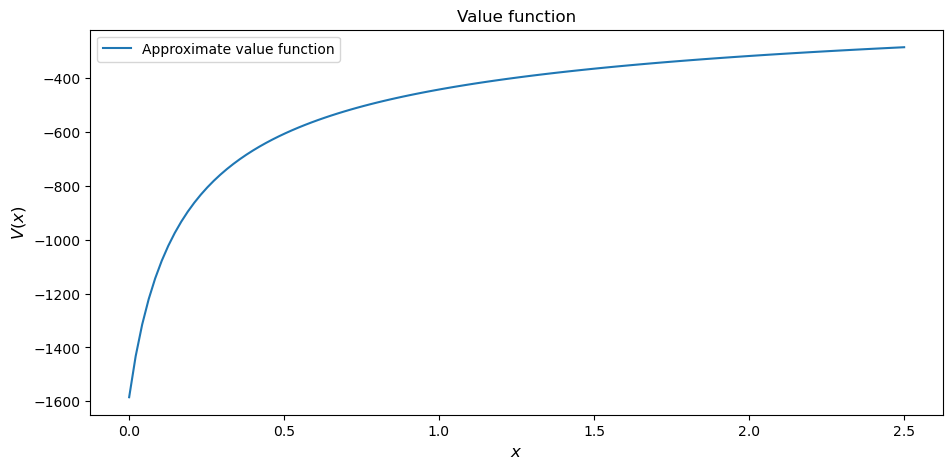 Value function
Approximate value function
V(x)
−400
−600
−800
−1000
−1200
−1400
−1600
0.0 0.5 1.0 1.5 2.0 2.5
x